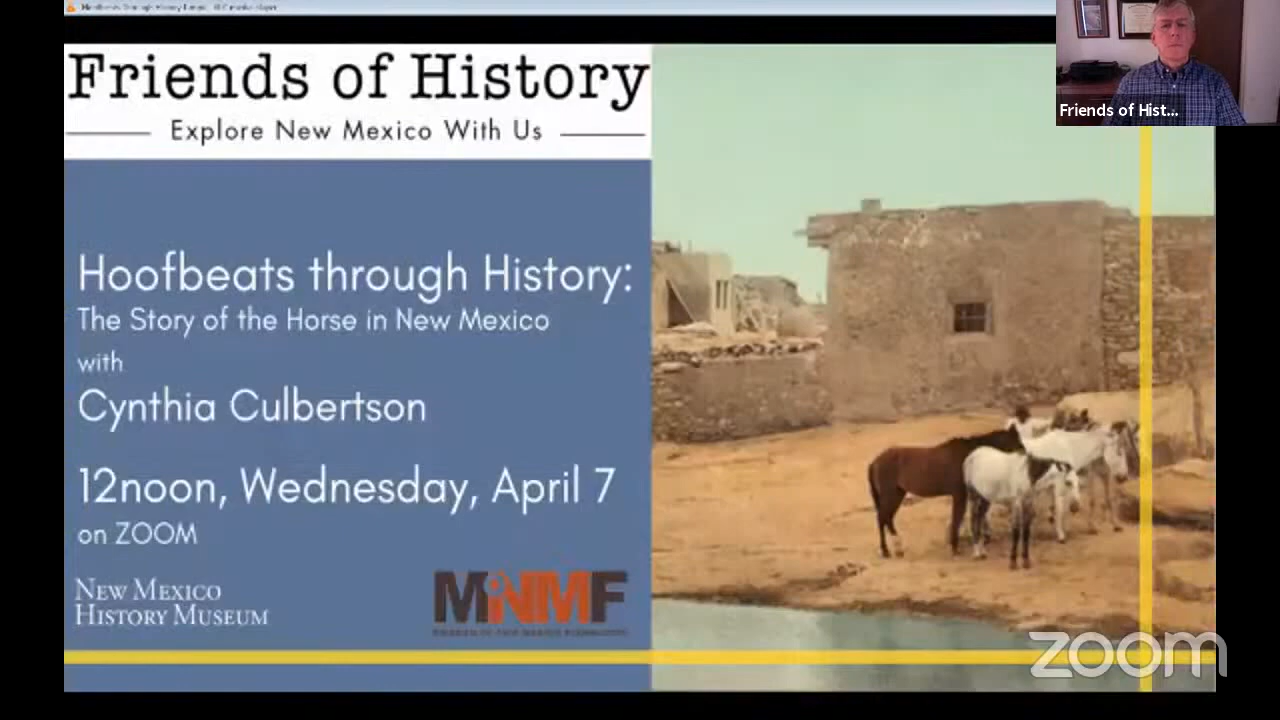 Friends of History
Explore New Mexico With Us
Hoofbeats through History:
The Story of the Horse in New Mexico
with
Cynthia Culbertson
12noon, Wednesday, April 7
on ZOOM
NEW MEXICO
HISTORY MUSEUM
MNMF
Friends of Hist...
zoom